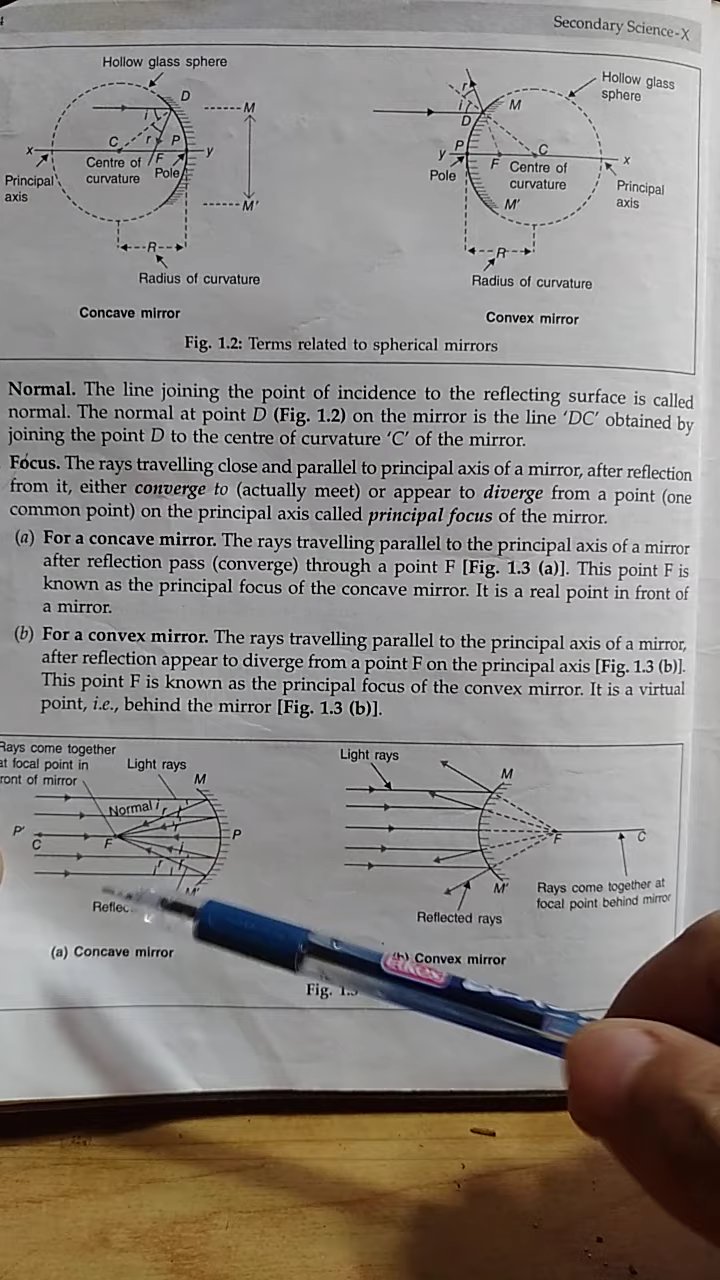 Secondary Science-X
Hollow glass sphere
D
M
i
r
C
P
x
F
y
Centre of
curvature
Pole
Principal
axis
M'
R
Radius of curvature
Concave mirror
Hollow glass
sphere
r
i
M
D
P
C
y
F
x
Centre of
curvature
Pole
Principal
axis
M'
R
Radius of curvature
Convex mirror
Fig. 1.2: Terms related to spherical mirrors
Normal. The line joining the point of incidence to the reflecting surface is called
normal. The normal at point D (Fig. 1.2) on the mirror is the line 'DC' obtained by
joining the point D to the centre of curvature 'C' of the mirror.
Focus. The rays travelling close and parallel to principal axis of a mirror, after reflection
from it, either converge to (actually meet) or appear to diverge from a point (one
common point) on the principal axis called principal focus of the mirror.
(a) For a concave mirror. The rays travelling parallel to the principal axis of a mirror
after reflection pass (converge) through a point F [Fig. 1.3 (a)]. This point F is
known as the principal focus of the concave mirror. It is a real point in front of
a mirror.
(b) For a convex mirror. The rays travelling parallel to the principal axis of a mirror,
after reflection appear to diverge from a point F on the principal axis [Fig. 1.3 (b)].
This point F is known as the principal focus of the convex mirror. It is a virtual
point, i.e., behind the mirror [Fig. 1.3 (b)].
Rays come together
at focal point in
front of mirror
Light rays
M
Normal
i
r
P'
C
F
P
i
r
M'
(a) Concave mirror
Light rays
M
F
C
M'
Rays come together at
focal point behind mirror
Reflected rays
(b) Convex mirror
Fig.